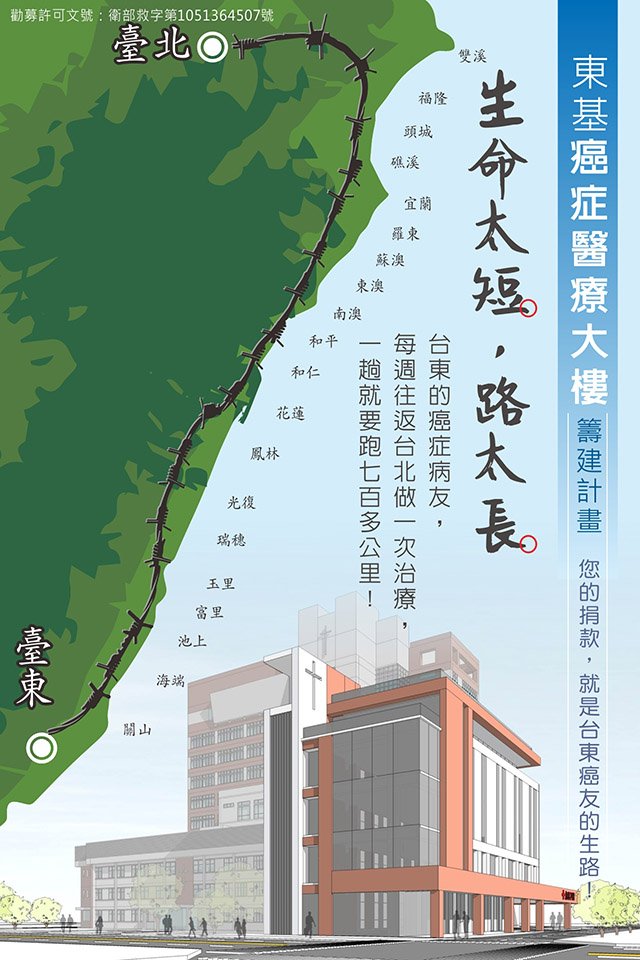 勸募許可文號：衛部救字第1051364507號
東基癌症醫療大樓籌建計畫
您的捐款，就是台東癌友的生路！
生命太短，路太長
台東的癌症病友，
每週往返台北做一次治療，
一趟就要跑七百多公里！
臺北
雙溪
福隆
頭城
礁溪
宜蘭
羅東
蘇澳
東澳
南澳
和平
和仁
花蓮
鳳林
光復
瑞穗
玉里
富里
池上
海端
關山
臺東